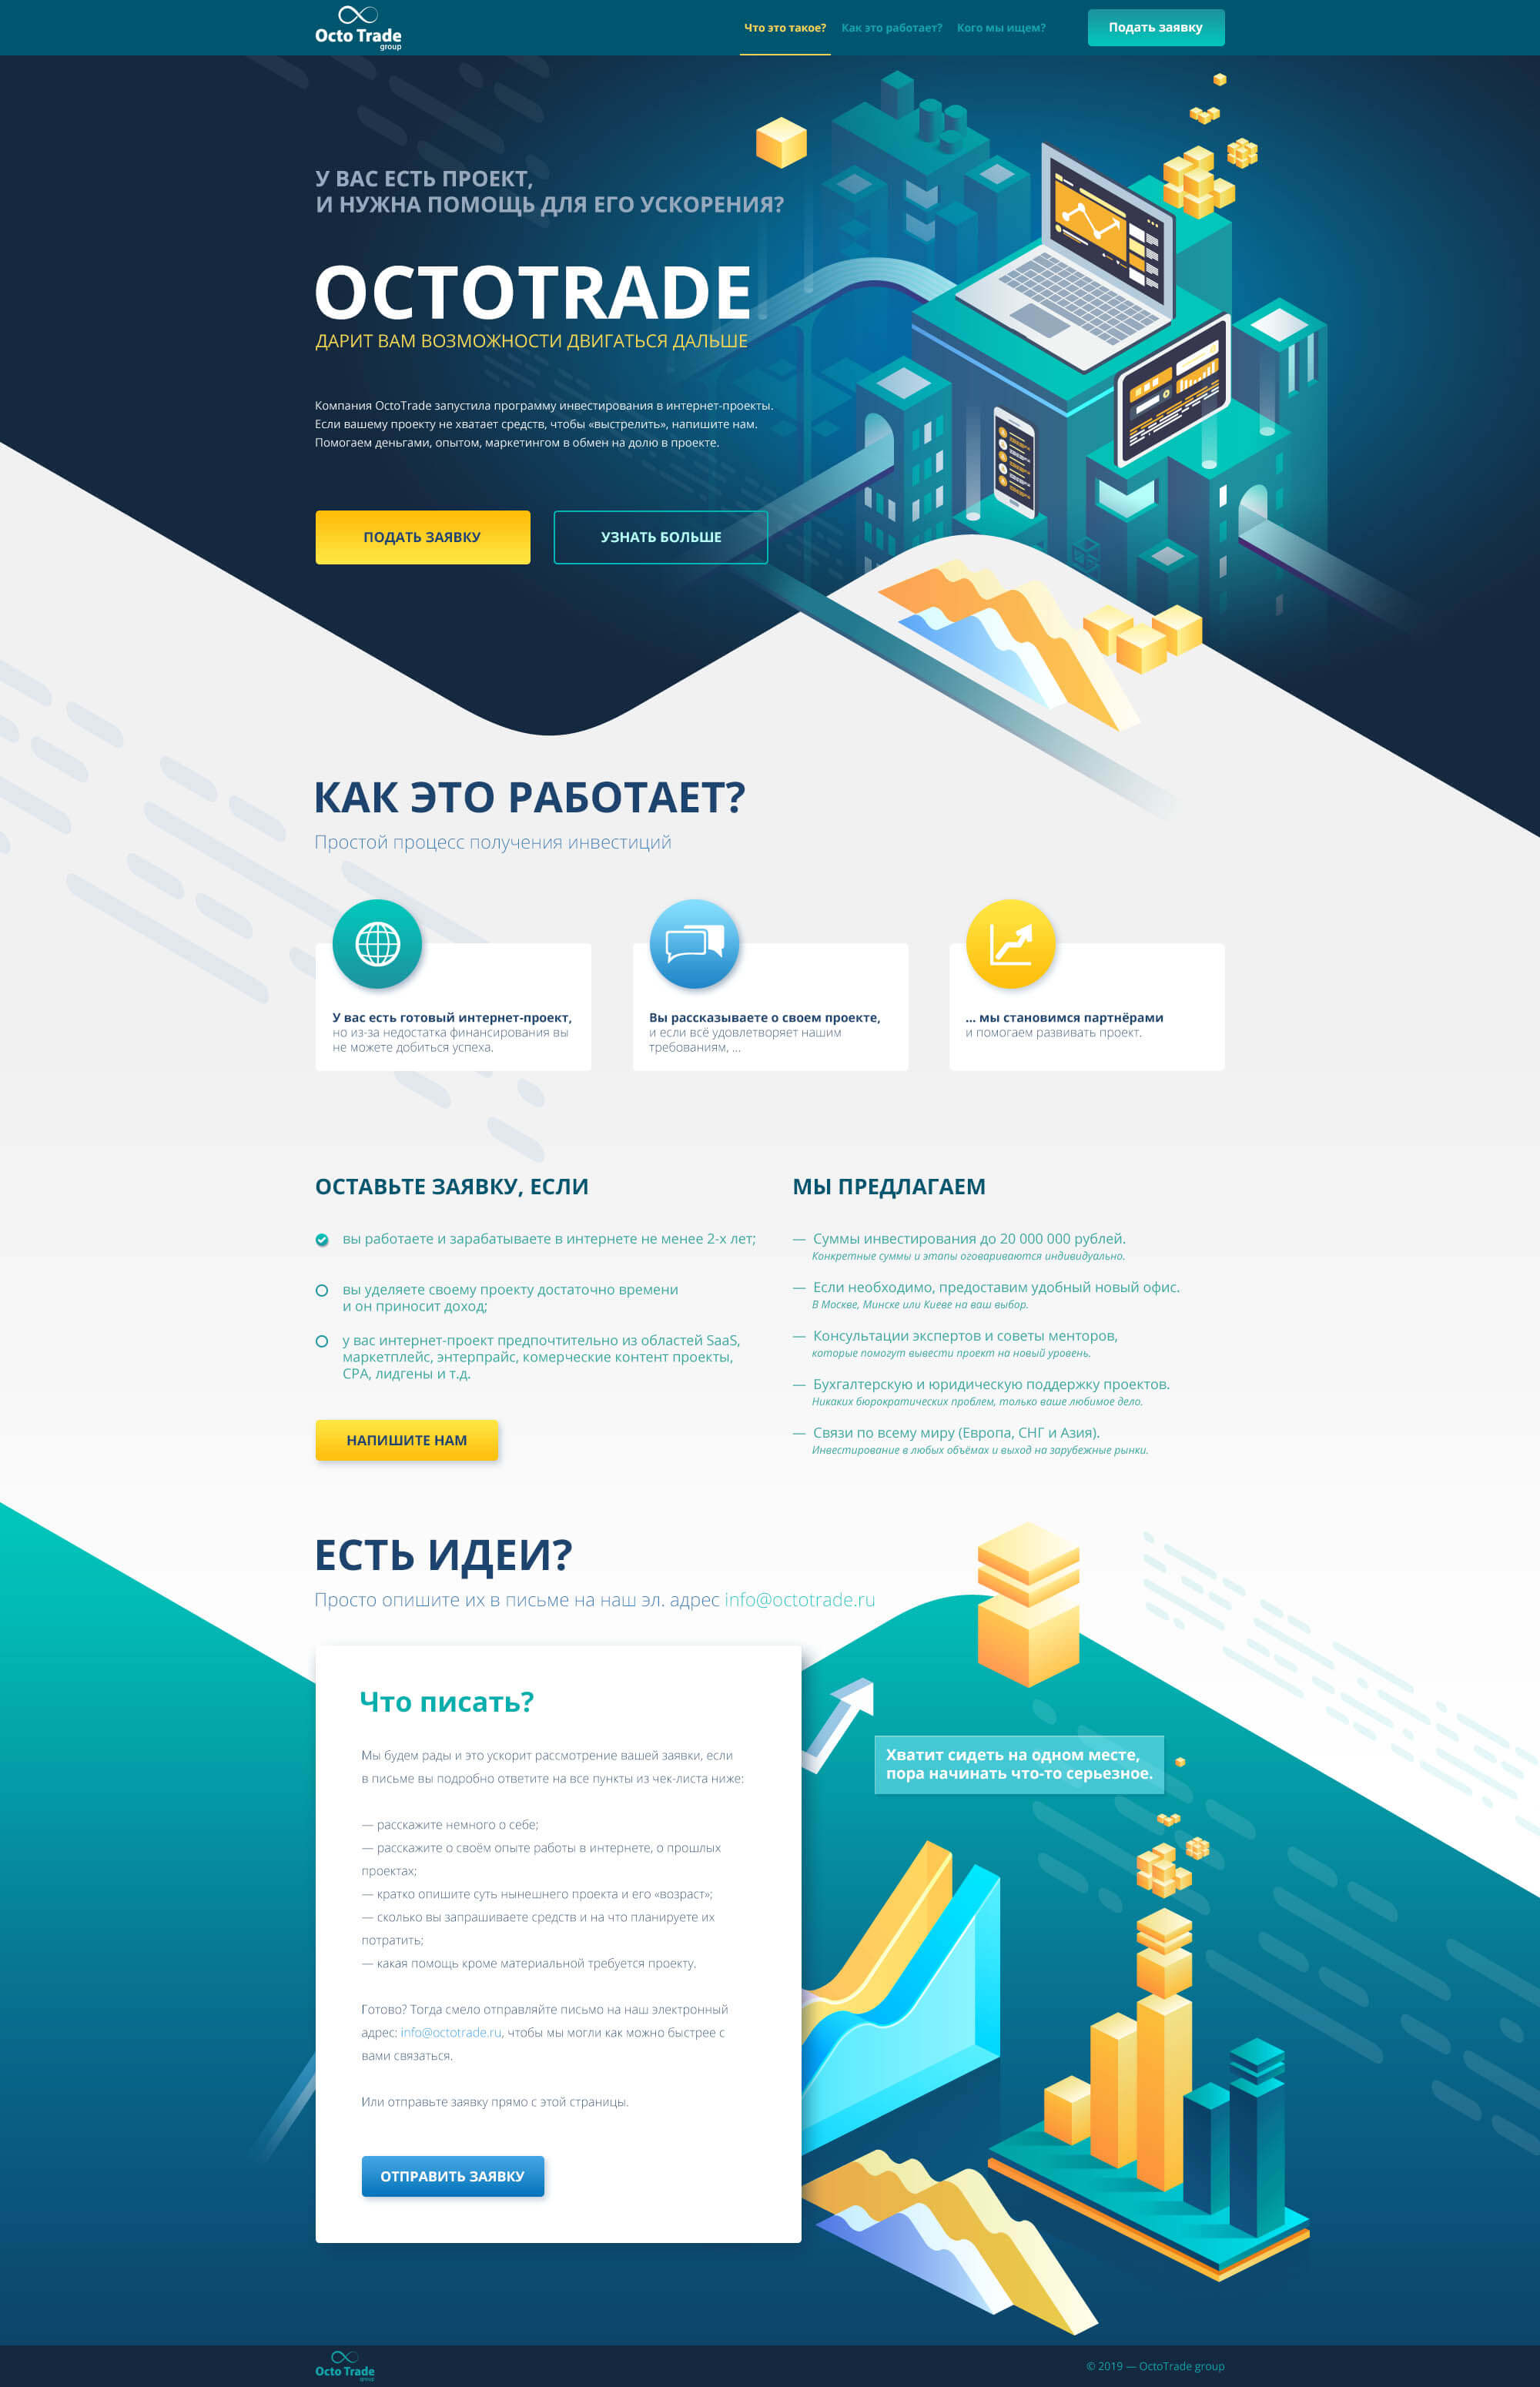 Octo Trade
group
Что это такое?
Как это работает?
Кого мы ищем?
Подать заявку
У ВАС ЕСТЬ ПРОЕКТ,
И НУЖНА ПОМОЩЬ ДЛЯ ЕГО УСКОРЕНИЯ?
OCTOTRADE
ДАРИТ ВАМ ВОЗМОЖНОСТИ ДВИГАТЬСЯ ДАЛЬШЕ
Компания OctoTrade запустила программу инвестирования в интернет-проекты.
Если вашему проекту не хватает средств, чтобы «выстрелить», напишите нам.
Помогаем деньгами, опытом, маркетингом в обмен на долю в проекте.
ПОДАТЬ ЗАЯВКУ
УЗНАТЬ БОЛЬШЕ
КАК ЭТО РАБОТАЕТ?
Простой процесс получения инвестиций
У вас есть готовый интернет-проект,
но из-за недостатка финансирования вы
не можете добиться успеха.
Вы рассказываете о своем проекте,
и если всё удовлетворяет нашим
требованиям, ...
... мы становимся партнёрами
и помогаем развивать проект.
ОСТАВЬТЕ ЗАЯВКУ, ЕСЛИ
вы работаете и зарабатываете в интернете не менее 2-х лет;
вы уделяете своему проекту достаточно времени
и он приносит доход;
у вас интернет-проект предпочтительно из областей SaaS,
маркетплейс, энтерпрайс, комерческие контент проекты,
CPA, лидгены и т.д.
НАПИШИТЕ НАМ
МЫ ПРЕДЛАГАЕМ
— Суммы инвестирования до 20 000 000 рублей.
Конкретные суммы и этапы оговариваются индивидуально.
— Если необходимо, предоставим удобный новый офис.
В Москве, Минске или Киеве на ваш выбор.
— Консультации экспертов и советы менторов,
которые помогут вывести проект на новый уровень.
— Бухгалтерскую и юридическую поддержку проектов.
Никаких бюрократических проблем, только ваше любимое дело.
— Связи по всему миру (Европа, СНГ и Азия).
Инвестирование в любых объёмах и выход на зарубежные рынки.
ЕСТЬ ИДЕИ?
Просто опишите их в письме на наш эл. адрес info@octotrade.ru
Что писать?
Мы будем рады и это ускорит рассмотрение вашей заявки, если
в письме вы подробно ответите на все пункты из чек-листа ниже:
— расскажите немного о себе;
— расскажите о своём опыте работы в интернете, о прошлых
проектах;
— кратко опишите суть нынешнего проекта и его «возраст»;
— сколько вы запрашиваете средств и на что планируете их
потратить;
— какая помощь кроме материальной требуется проекту.
Готово? Тогда смело отправляйте письмо на наш электронный
адрес: info@octotrade.ru, чтобы мы могли как можно быстрее с
вами связаться.
Или отправьте заявку прямо с этой страницы.
ОТПРАВИТЬ ЗАЯВКУ
Хватит сидеть на одном месте,
пора начинать что-то серьезное.
Octo Trade
group
© 2019 — OctoTrade group